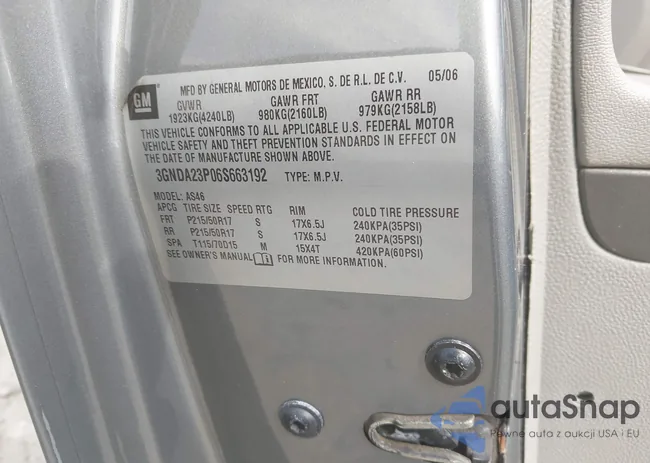 GM
MFD BY GENERAL MOTORS DE MEXICO, S. DE R.L. DE C.V. 05/06
GVWR GAWR FRT GAWR RR
1923KG(4240LB) 980KG(2160LB) 979KG(2158LB)
THIS VEHICLE CONFORMS TO ALL APPLICABLE U.S. FEDERAL MOTOR
VEHICLE SAFETY AND THEFT PREVENTION STANDARDS IN EFFECT ON
THE DATE OF MANUFACTURE SHOWN ABOVE.
3GNDA23P06S663192 TYPE: M.P.V.
MODEL: AS46
APCG TIRE SIZE SPEED RTG RIM COLD TIRE PRESSURE
FRT P215/50R17 S 17X6.5J 240KPA(35PSI)
RR P215/50R17 S 17X6.5J 240KPA(35PSI)
SPA T115/70D15 M 15X4T 420KPA(60PSI)
SEE OWNER'S MANUAL FOR MORE INFORMATION.
autaSnap
Pewne auta z aukcji USA i EU